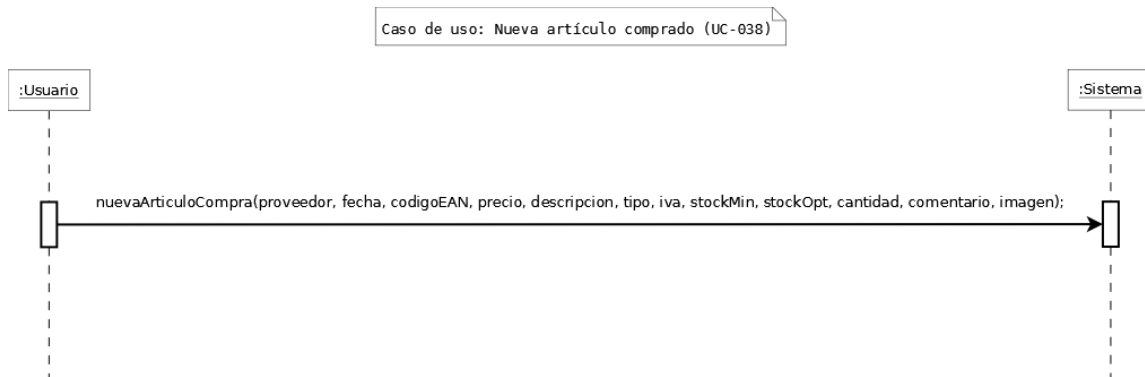 Caso de uso: Nueva artículo comprado (UC-038)
:Usuario
:Sistema
nuevaArticuloCompra(proveedor, fecha, codigoEAN, precio, descripcion, tipo, iva, stockMin, stockOpt, cantidad, comentario, imagen);